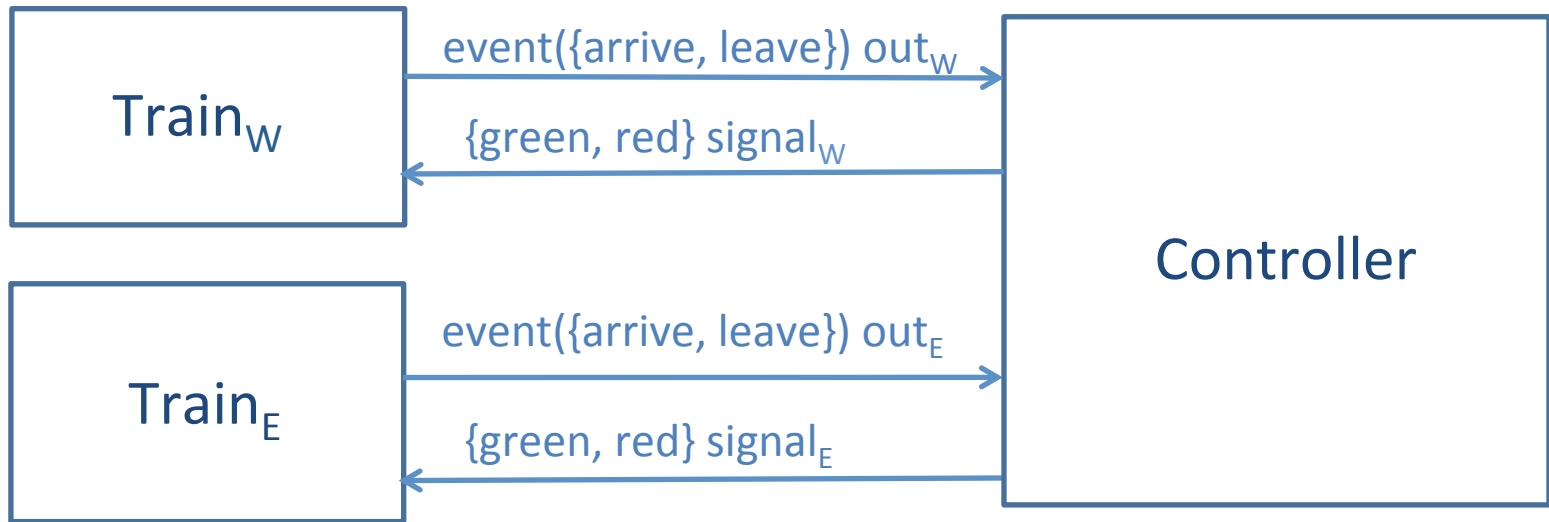 Train_W
event({arrive, leave}) out_W
{green, red} signal_W
Controller
Train_E
event({arrive, leave}) out_E
{green, red} signal_E